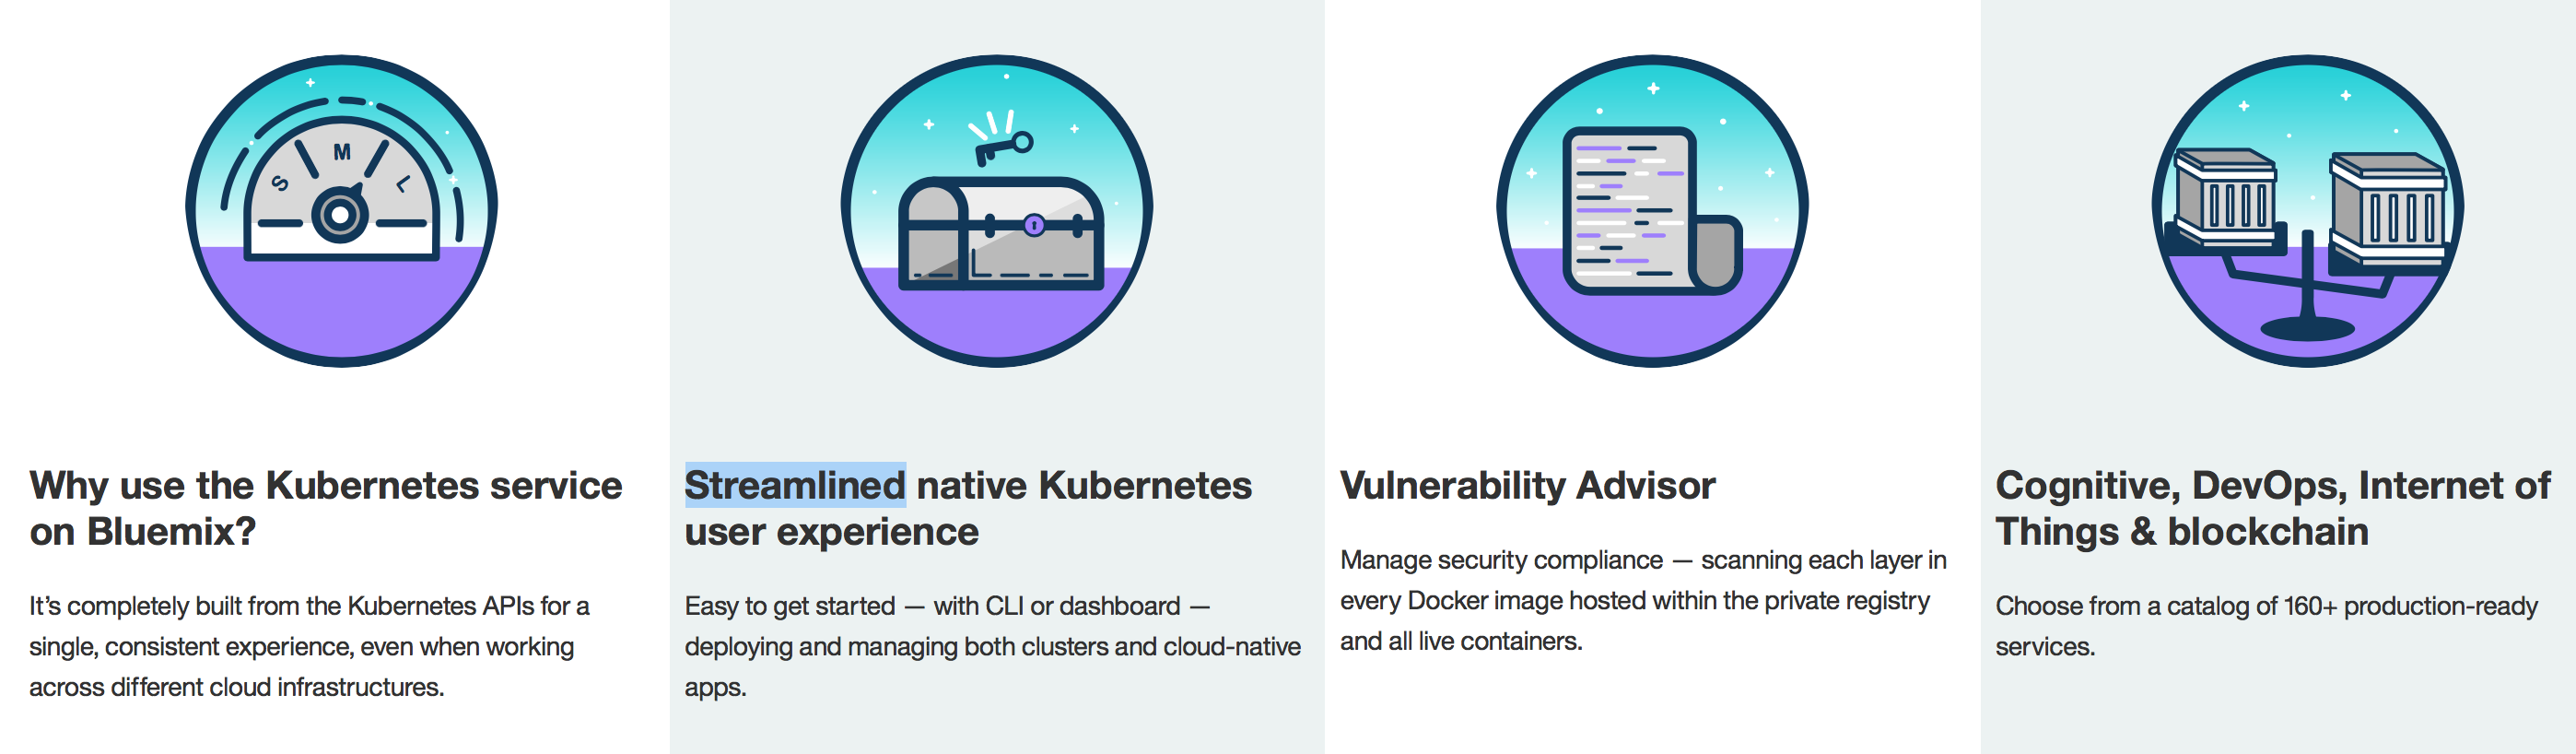 S M L
Why use the Kubernetes service
on Bluemix?
It’s completely built from the Kubernetes APIs for a
single, consistent experience, even when working
across different cloud infrastructures.
Streamlined native Kubernetes
user experience
Easy to get started — with CLI or dashboard —
deploying and managing both clusters and cloud-native
apps.
Vulnerability Advisor
Manage security compliance — scanning each layer in
every Docker image hosted within the private registry
and all live containers.
Cognitive, DevOps, Internet of
Things & blockchain
Choose from a catalog of 160+ production-ready
services.